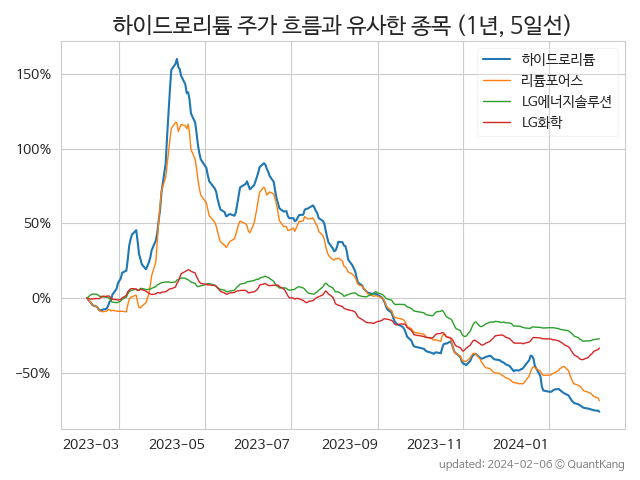 하이드로리튬 주가 흐름과 유사한 종목 (1년, 5일선)
하이드로리튬
리튬포어스
LG에너지솔루션
LG화학
150%
100%
50%
0%
−50%
2023-03 2023-05 2023-07 2023-09 2023-11 2024-01
updated: 2024-02-06 © QuantKang